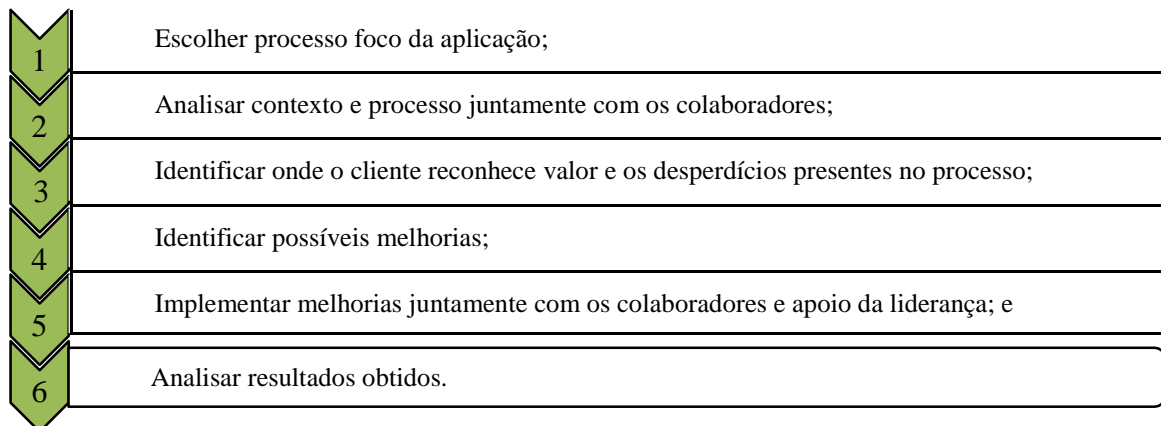 1 Escolher processo foco da aplicação;
2 Analisar contexto e processo juntamente com os colaboradores;
3 Identificar onde o cliente reconhece valor e os desperdícios presentes no processo;
4 Identificar possíveis melhorias;
5 Implementar melhorias juntamente com os colaboradores e apoio da liderança; e
6 Analisar resultados obtidos.